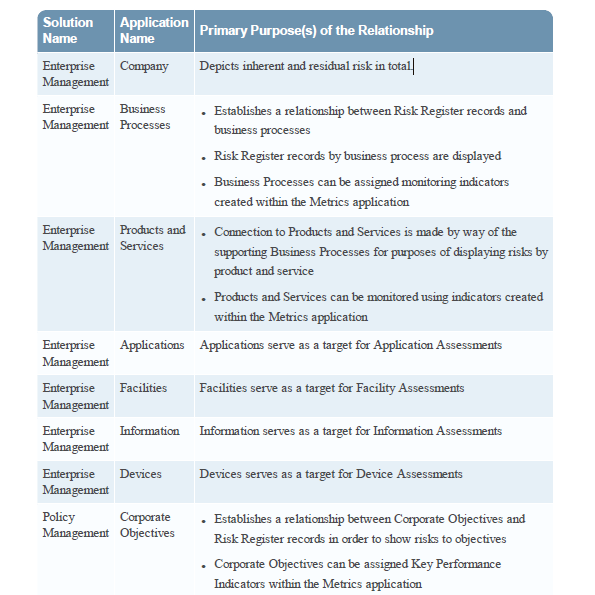 Solution Name | Application Name | Primary Purpose(s) of the Relationship
Enterprise Management | Company | Depicts inherent and residual risk in total.
Enterprise Management | Business Processes | • Establishes a relationship between Risk Register records and
business processes
• Risk Register records by business process are displayed
• Business Processes can be assigned monitoring indicators
created within the Metrics application
Enterprise Management | Products and Services | • Connection to Products and Services is made by way of the
supporting Business Processes for purposes of displaying risks by
product and service
• Products and Services can be monitored using indicators created
within the Metrics application
Enterprise Management | Applications | Applications serve as a target for Application Assessments
Enterprise Management | Facilities | Facilities serve as a target for Facility Assessments
Enterprise Management | Information | Information serves as a target for Information Assessments
Enterprise Management | Devices | Devices serves as a target for Device Assessments
Policy Management | Corporate Objectives | • Establishes a relationship between Corporate Objectives and
Risk Register records in order to show risks to objectives
• Corporate Objectives can be assigned Key Performance
Indicators within the Metrics application